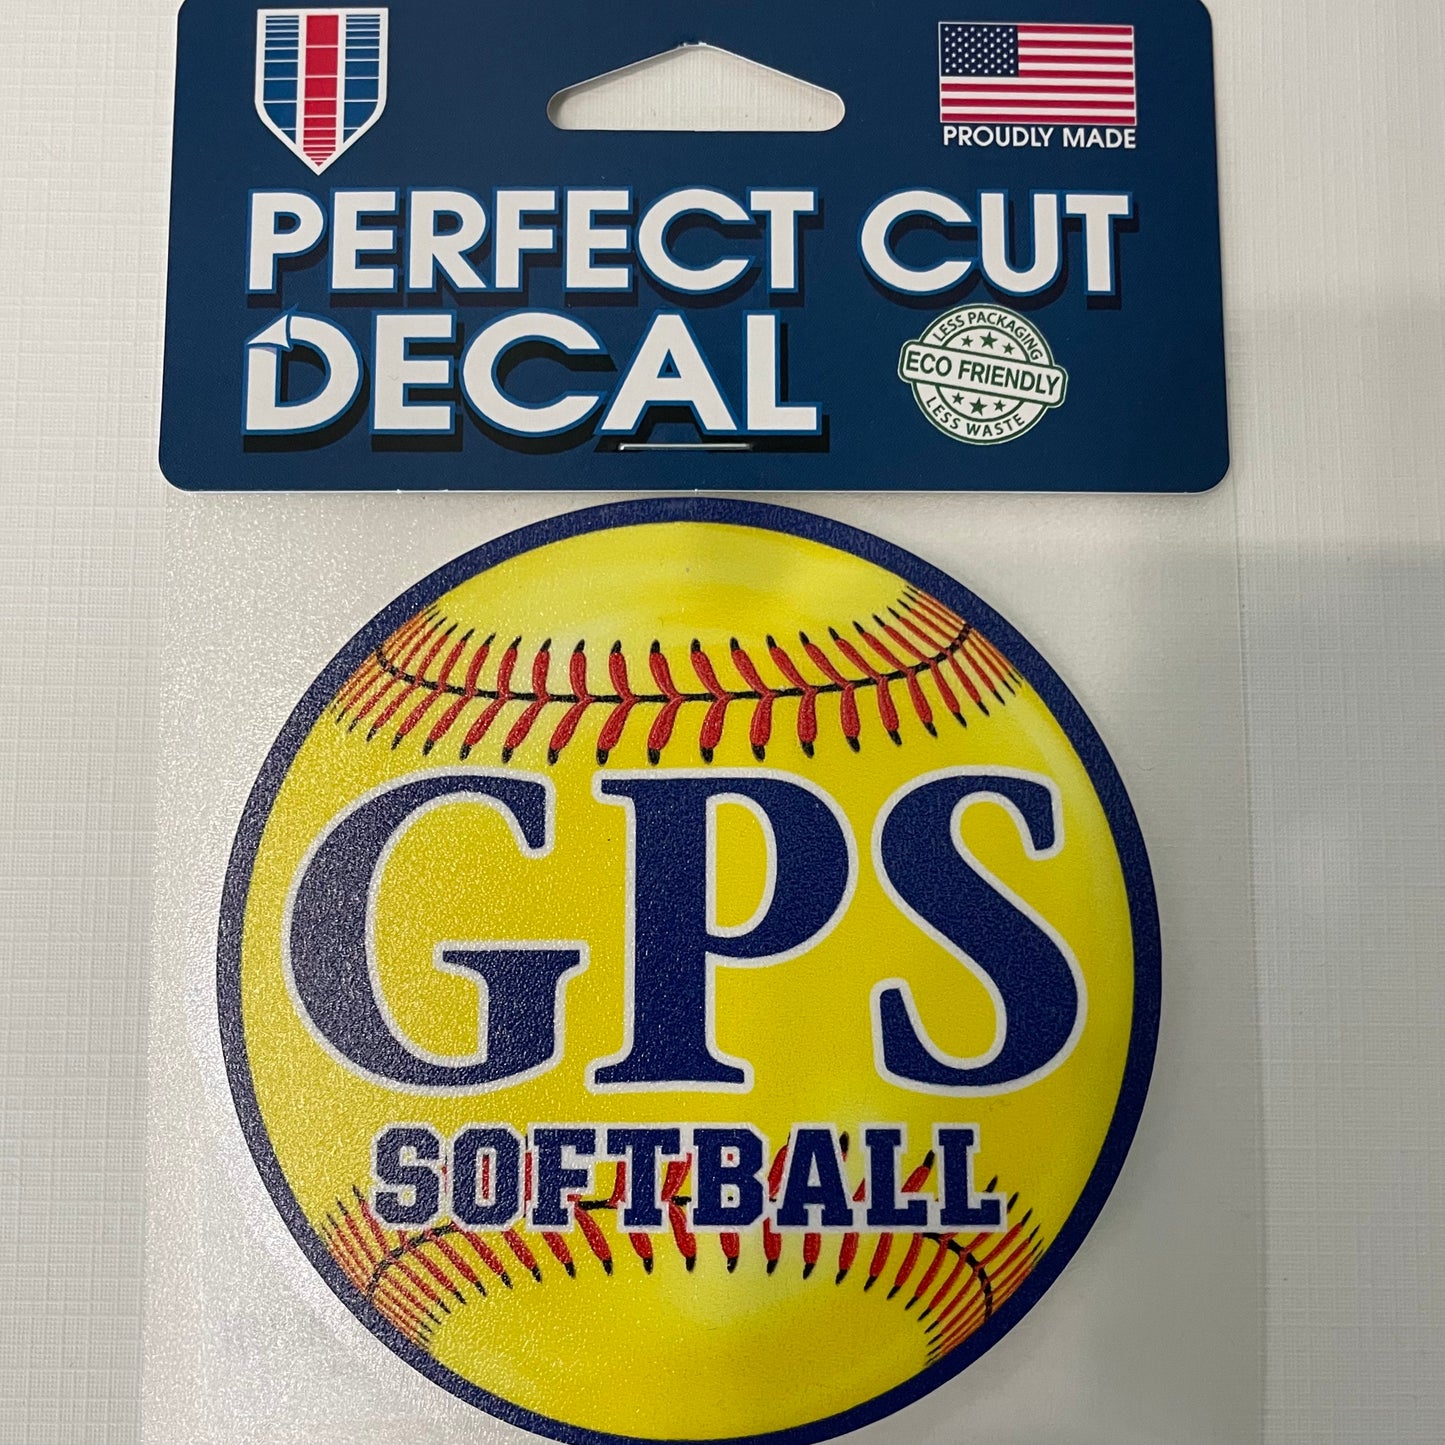 PROUDLY MADE
PERFECT CUT
DECAL
LESS PACKAGING
ECO FRIENDLY
LESS WASTE
GPS
SOFTBALL